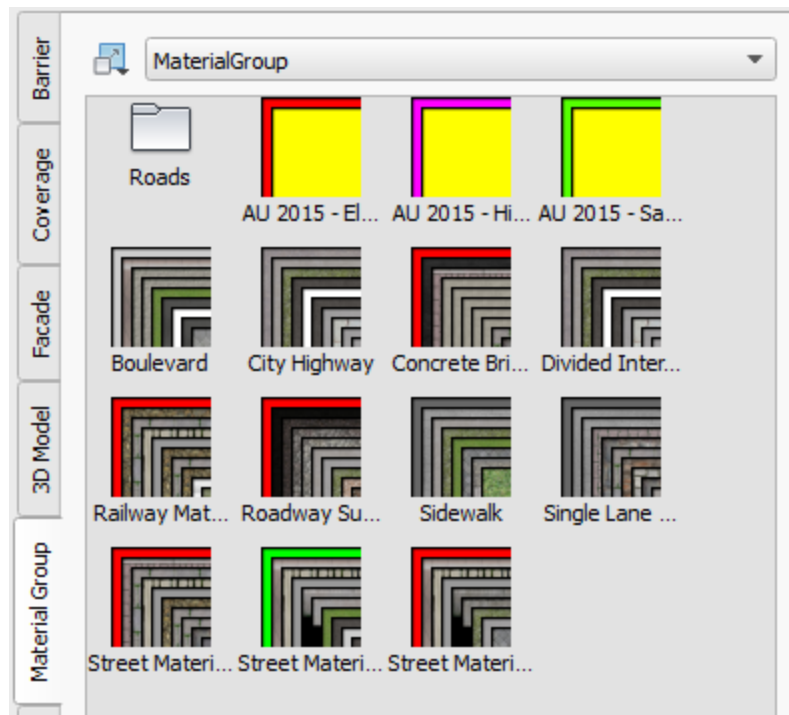 Barrier
Coverage
Facade
3D Model
Material Group
MaterialGroup
Roads
AU 2015 - El...
AU 2015 - Hi...
AU 2015 - Sa...
Boulevard
City Highway
Concrete Bri...
Divided Inter...
Railway Mat...
Roadway Su...
Sidewalk
Single Lane ...
Street Materi...
Street Materi...
Street Materi...